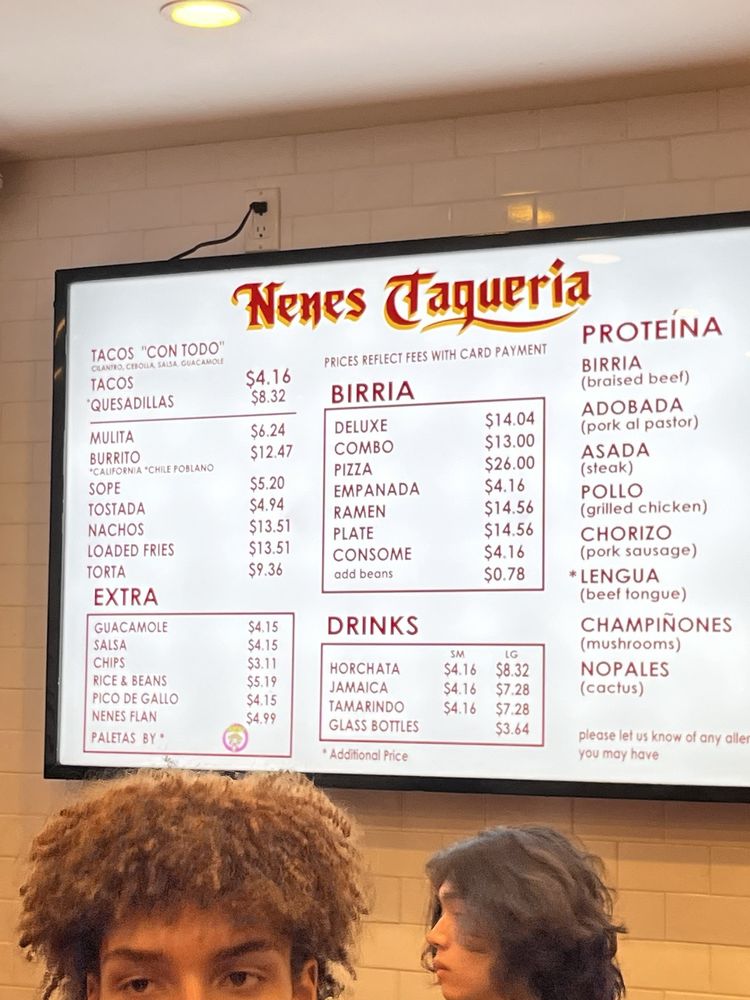 Nenes Taquería
TACOS "CON TODO"
CILANTRO, CEBOLLA, SALSA, GUACAMOLE
TACOS $4.16
*QUESADILLAS $8.32
MULITA $6.24
BURRITO $12.47
*CALIFORNIA *CHILE POBLANO
SOPE $5.20
TOSTADA $4.94
NACHOS $13.51
LOADED FRIES $13.51
TORTA $9.36
EXTRA
GUACAMOLE $4.15
SALSA $4.15
CHIPS $3.11
RICE & BEANS $5.19
PICO DE GALLO $4.15
NENES FLAN $4.99
PALETAS BY *
PRICES REFLECT FEES WITH CARD PAYMENT
BIRRIA
DELUXE $14.04
COMBO $13.00
PIZZA $26.00
EMPANADA $4.16
RAMEN $14.56
PLATE $14.56
CONSOME $4.16
add beans $0.78
DRINKS
SM LG
HORCHATA $4.16 $8.32
JAMAICA $4.16 $7.28
TAMARINDO $4.16 $7.28
GLASS BOTTLES $3.64
* Additional Price
PROTEÍNA
BIRRIA
(braised beef)
ADOBADA
(pork al pastor)
ASADA
(steak)
POLLO
(grilled chicken)
CHORIZO
(pork sausage)
*LENGUA
(beef tongue)
CHAMPIÑONES
(mushrooms)
NOPALES
(cactus)
please let us know of any aller
you may have